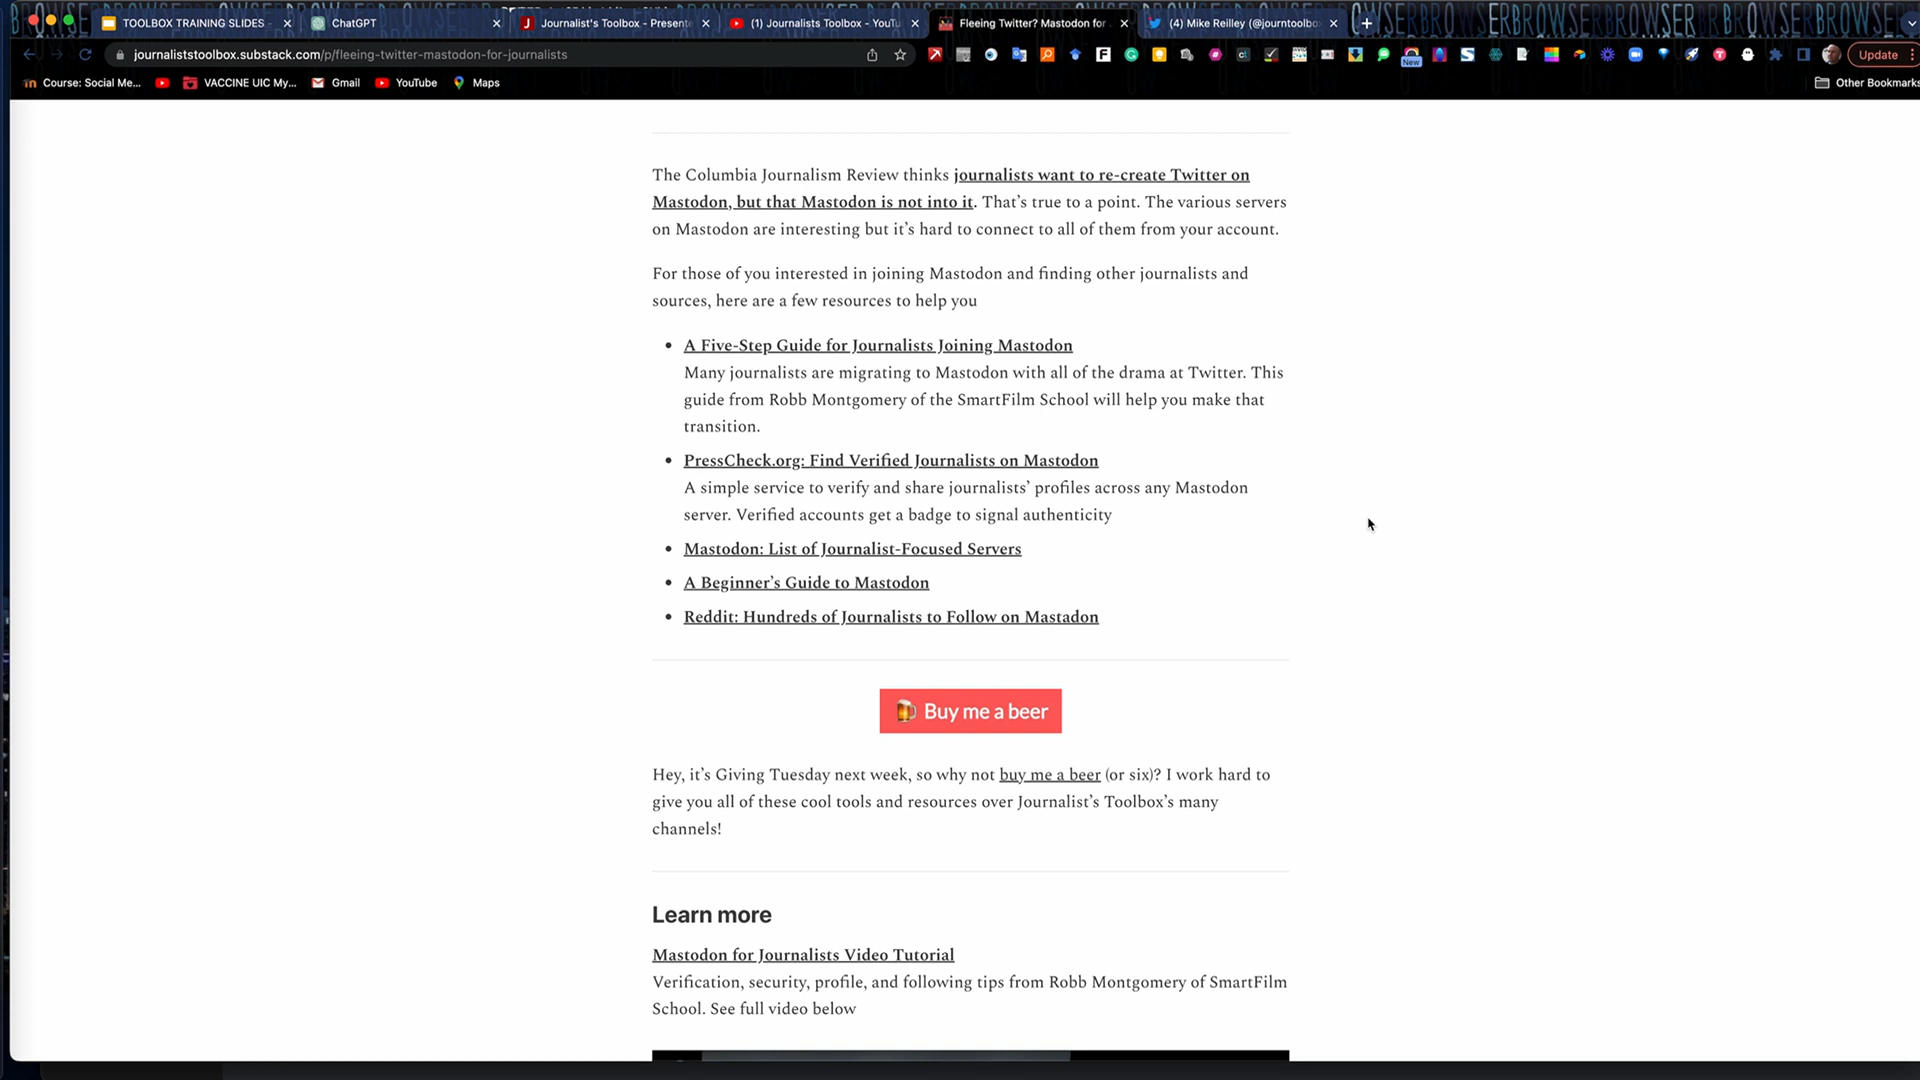 TOOLBOX TRAINING SLIDES -
ChatGPT
Journalist's Toolbox - Present
(1) Journalists Toolbox - YouTu
Fleeing Twitter? Mastodon for
(4) Mike Reilley (@journtoolbo
journaliststoolbox.substack.com/p/fleeing-twitter-mastodon-for-journalists
New
Update
Course: Social Me...
VACCINE UIC My...
Gmail
YouTube
Maps
Other Bookmarks
The Columbia Journalism Review thinks journalists want to re-create Twitter on
Mastodon, but that Mastodon is not into it. That's true to a point. The various servers
on Mastodon are interesting but it's hard to connect to all of them from your account.
For those of you interested in joining Mastodon and finding other journalists and
sources, here are a few resources to help you
• A Five-Step Guide for Journalists Joining Mastodon
Many journalists are migrating to Mastodon with all of the drama at Twitter. This
guide from Robb Montgomery of the SmartFilm School will help you make that
transition.
• PressCheck.org: Find Verified Journalists on Mastodon
A simple service to verify and share journalists' profiles across any Mastodon
server. Verified accounts get a badge to signal authenticity
• Mastodon: List of Journalist-Focused Servers
• A Beginner's Guide to Mastodon
• Reddit: Hundreds of Journalists to Follow on Mastadon
Buy me a beer
Hey, it's Giving Tuesday next week, so why not buy me a beer (or six)? I work hard to
give you all of these cool tools and resources over Journalist's Toolbox's many
channels!
Learn more
Mastodon for Journalists Video Tutorial
Verification, security, profile, and following tips from Robb Montgomery of SmartFilm
School. See full video below